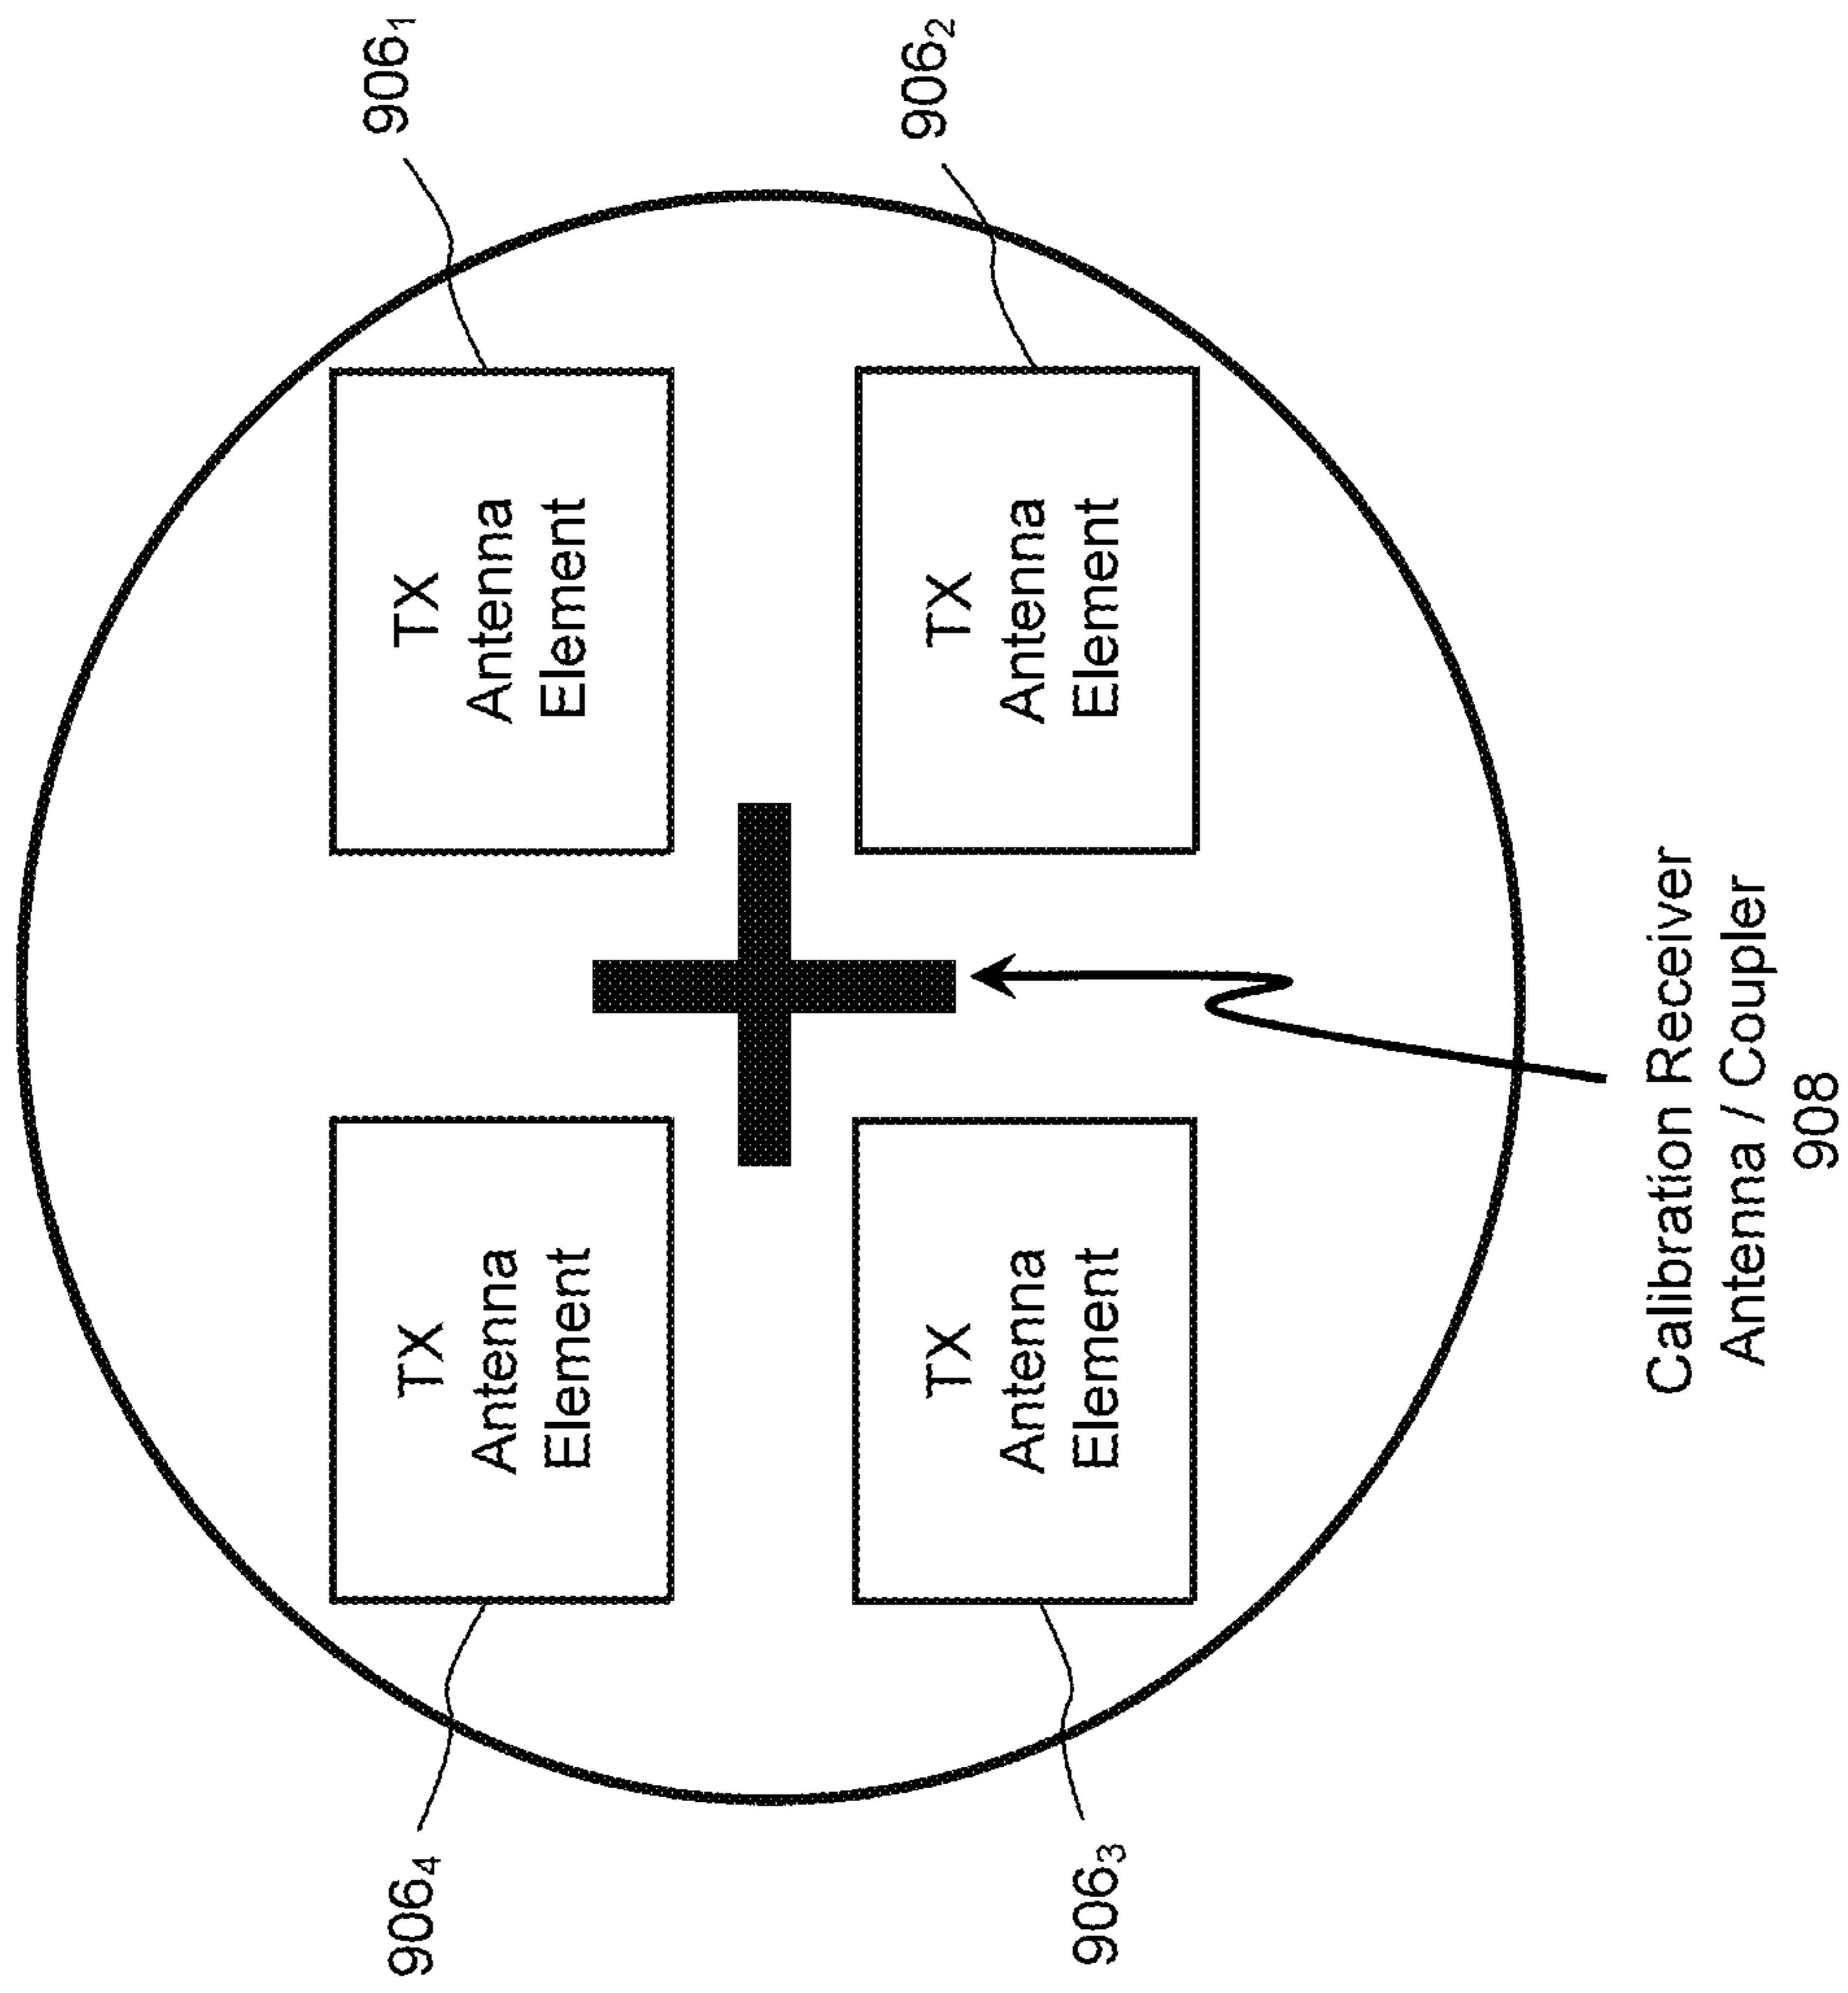 906₄
906₁
TX
Antenna
Element
TX
Antenna
Element
906₃
906₂
TX
Antenna
Element
TX
Antenna
Element
Calibration Receiver
Antenna / Coupler
908